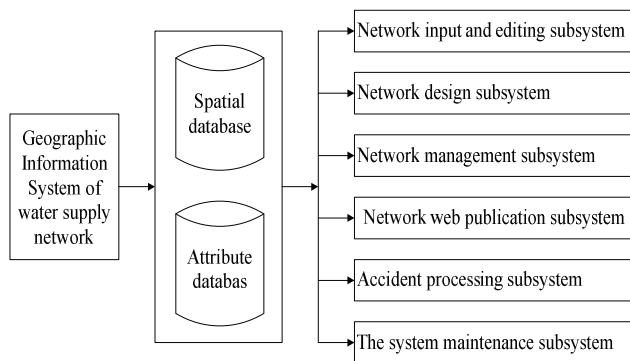 Geographic
Information
System of
water supply
network
Spatial
database
Attribute
databas
Network input and editing subsystem
Network design subsystem
Network management subsystem
Network web publication subsystem
Accident processing subsystem
The system maintenance subsystem